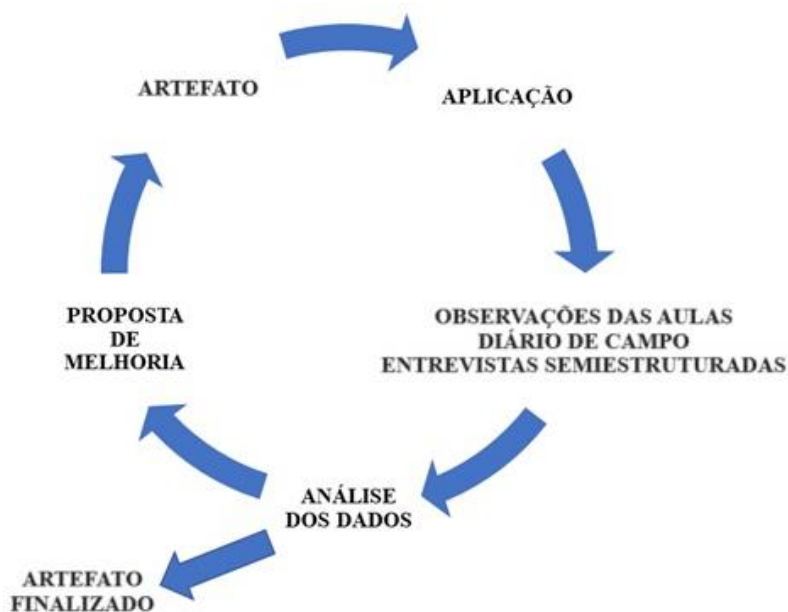 ARTEFATO
APLICAÇÃO
OBSERVAÇÕES DAS AULAS
DIÁRIO DE CAMPO
ENTREVISTAS SEMIESTRUTURADAS
ANÁLISE
DOS DADOS
PROPOSTA
DE
MELHORIA
ARTEFATO
FINALIZADO